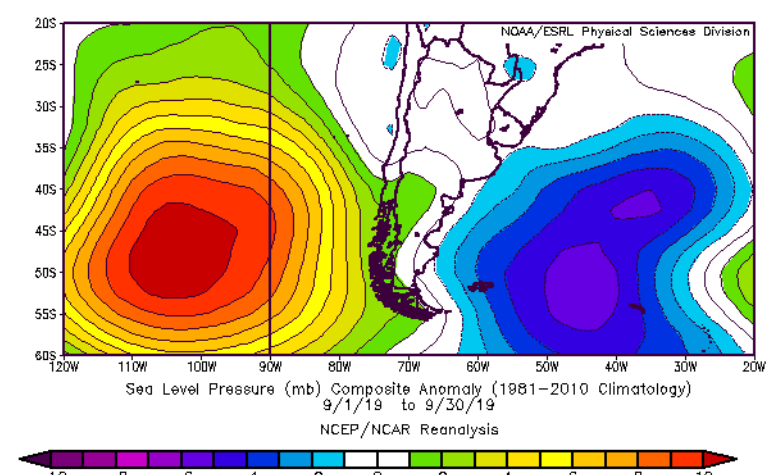 NOAA/ESRL Physical Sciences Division
20S
25S
30S
35S
40S
45S
50S
55S
60S
120W 110W 100W 90W 80W 70W 60W 50W 40W 30W 20W
Sea Level Pressure (mb) Composite Anomaly (1981-2010 Climatology)
9/1/19 to 9/30/19
NCEP/NCAR Reanalysis